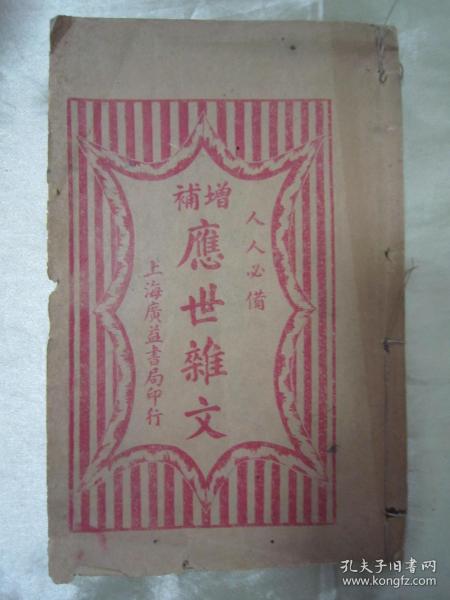 人人必備
增補
應世雜文
上海廣益書局印行
孔夫子旧书网
www.kongfz.com